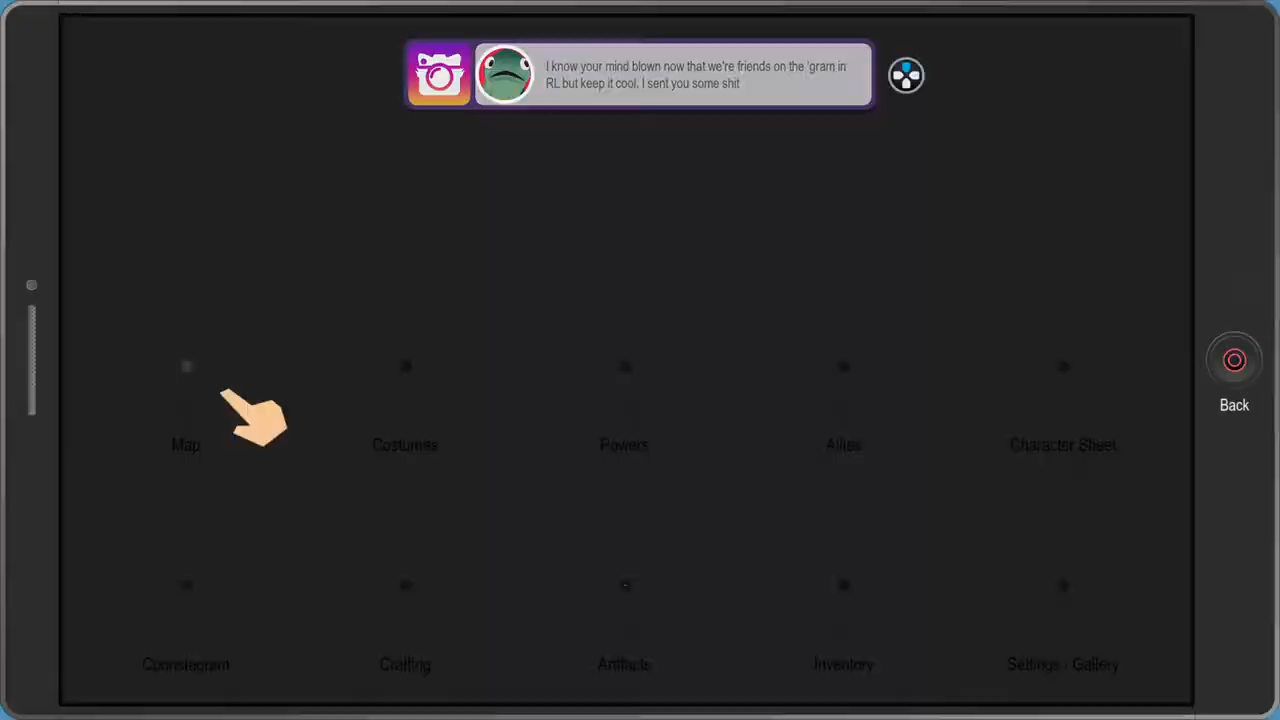 I know your mind blown now that we're friends on the 'gram in
RL but keep it cool. I sent you some shit
Back
Map
Costumes
Powers
Allies
Character Sheet
Coonstagram
Crafting
Artifacts
Inventory
Settings / Gallery